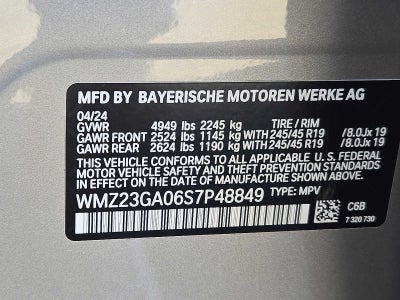 MFD BY BAYERISCHE MOTOREN WERKE AG
04/24
GVWR 4949 lbs 2245 kg TIRE / RIM
GAWR FRONT 2524 lbs 1145 kg WITH 245/45 R19 /8.0Jx 19
GAWR REAR 2624 lbs 1190 kg WITH 245/45 R19 /8.0Jx 19
THIS VEHICLE CONFORMS TO ALL APPLICABLE U. S. FEDERAL
MOTOR VEHICLE SAFETY, BUMPER, AND THEFT PREVENTION
STANDARDS IN EFFECT ON THE DATE OF MANUFACTURE SHOWN ABOVE.
WMZ23GA06S7P48849 TYPE: MPV
C6B
7 320 730